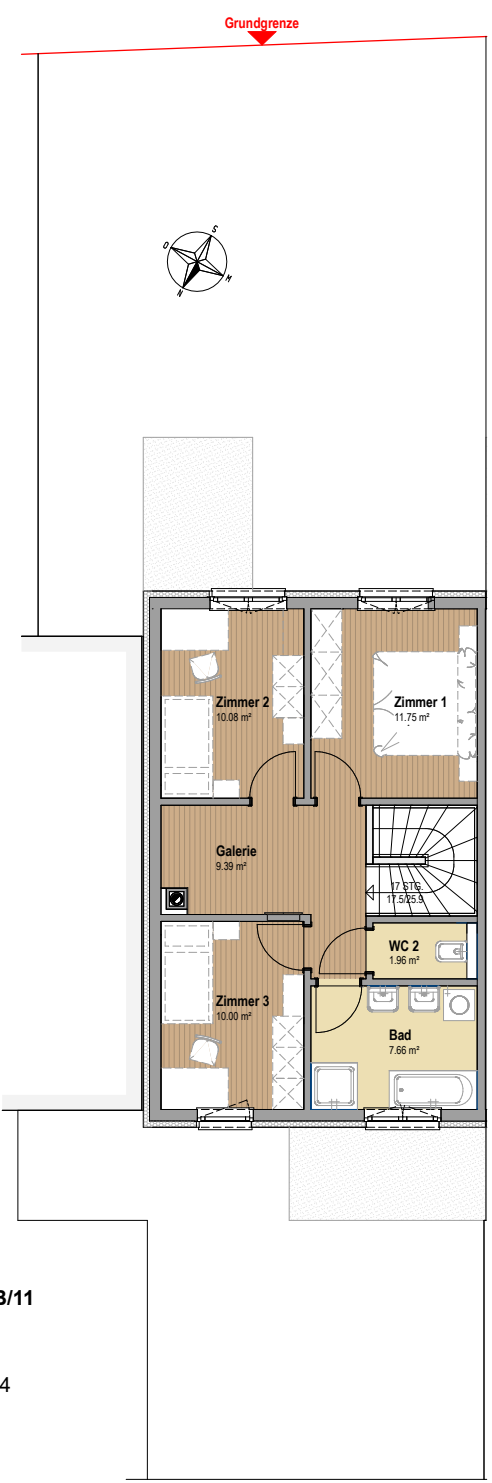 Grundgrenze
S
O
W
N
Zimmer 2
10.08 m²
Zimmer 1
11.75 m²
Galerie
9.39 m²
17 STG.
17.5/25.9
WC 2
1.96 m²
Zimmer 3
10.00 m²
Bad
7.66 m²
3/11
4